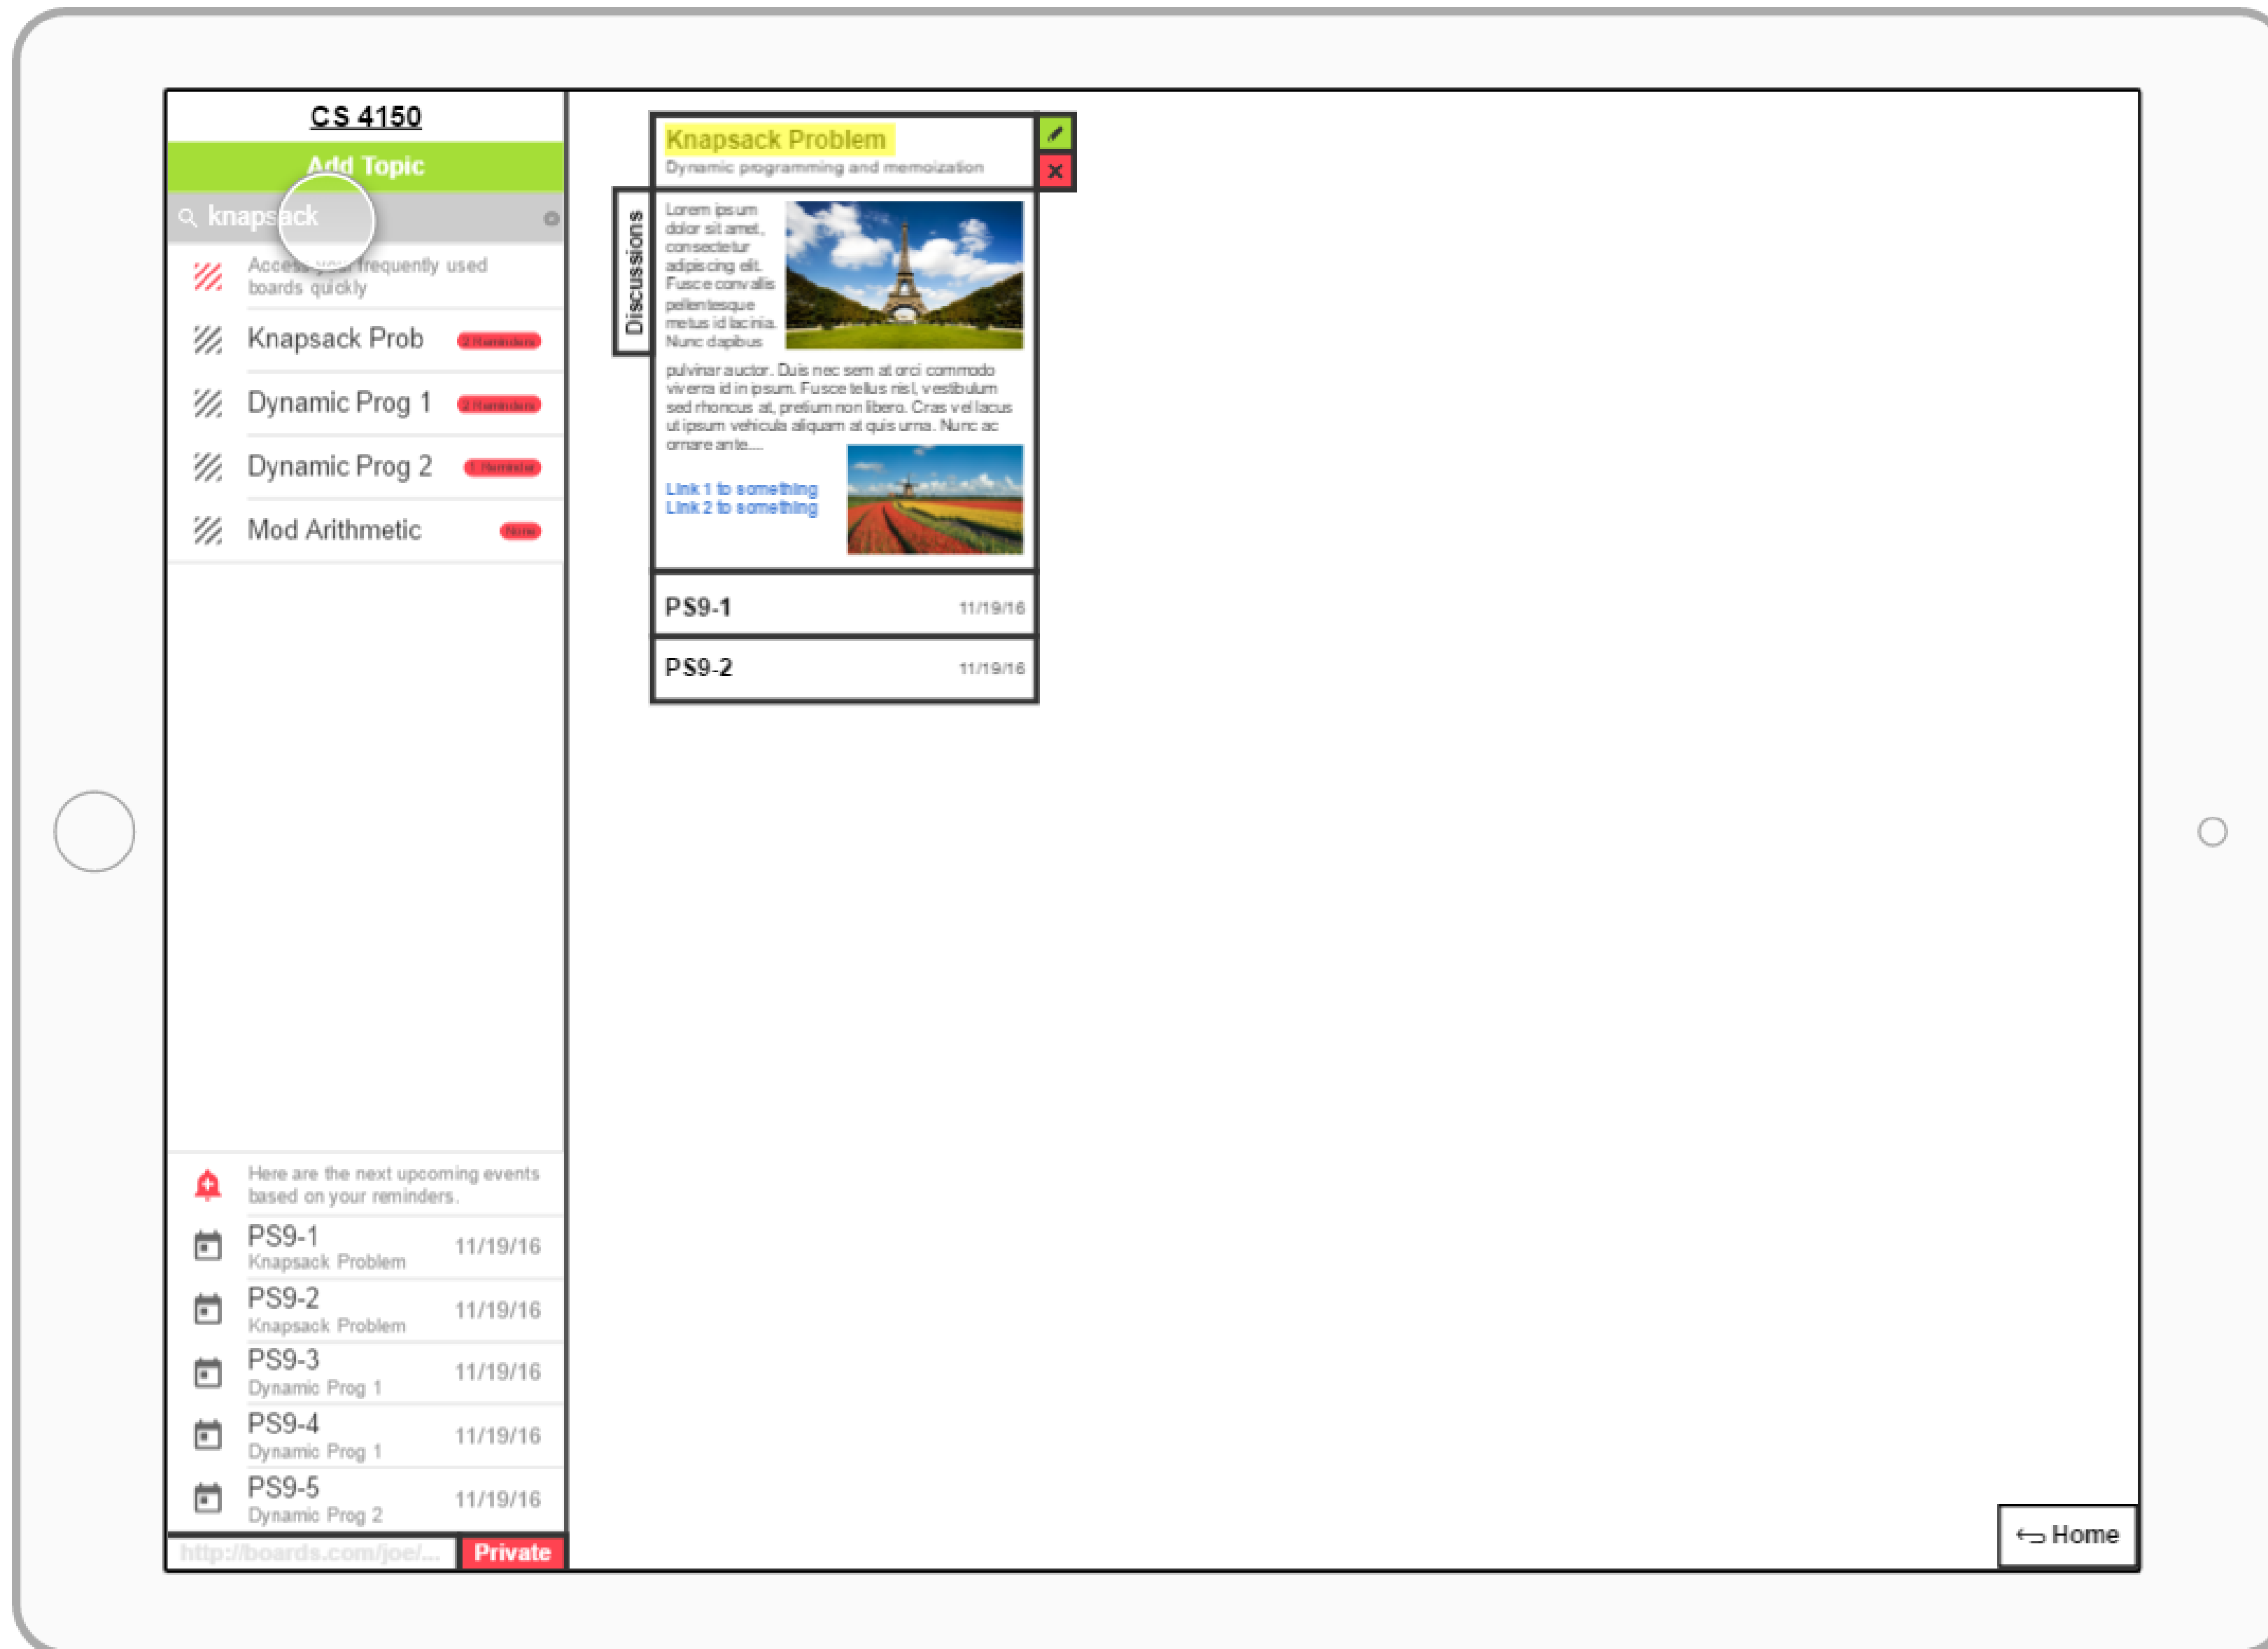 CS 4150
Add Topic
knapsack
Access your frequently used
boards quickly
Knapsack Prob 2 Reminders
Dynamic Prog 1 2 Reminders
Dynamic Prog 2 1 Reminder
Mod Arithmetic None
Here are the next upcoming events
based on your reminders.
PS9-1 11/19/16
Knapsack Problem
PS9-2 11/19/16
Knapsack Problem
PS9-3 11/19/16
Dynamic Prog 1
PS9-4 11/19/16
Dynamic Prog 1
PS9-5 11/19/16
Dynamic Prog 2
http://boards.com/joe/... Private
Knapsack Problem
Dynamic programming and memoization
Discussions
Lorem ipsum
dolor sit amet,
consectetur
adipiscing elit.
Fusce convallis
pellentesque
metus id lacinia.
Nunc dapibus
pulvinar auctor. Duis nec sem at orci commodo
viverra id in ipsum. Fusce tellus nisl, vestibulum
sed rhoncus at, pretium non libero. Cras vel lacus
ut ipsum vehicula aliquam at quis urna. Nunc ac
ornare ante....
Link 1 to something
Link 2 to something
PS9-1 11/19/16
PS9-2 11/19/16
Home